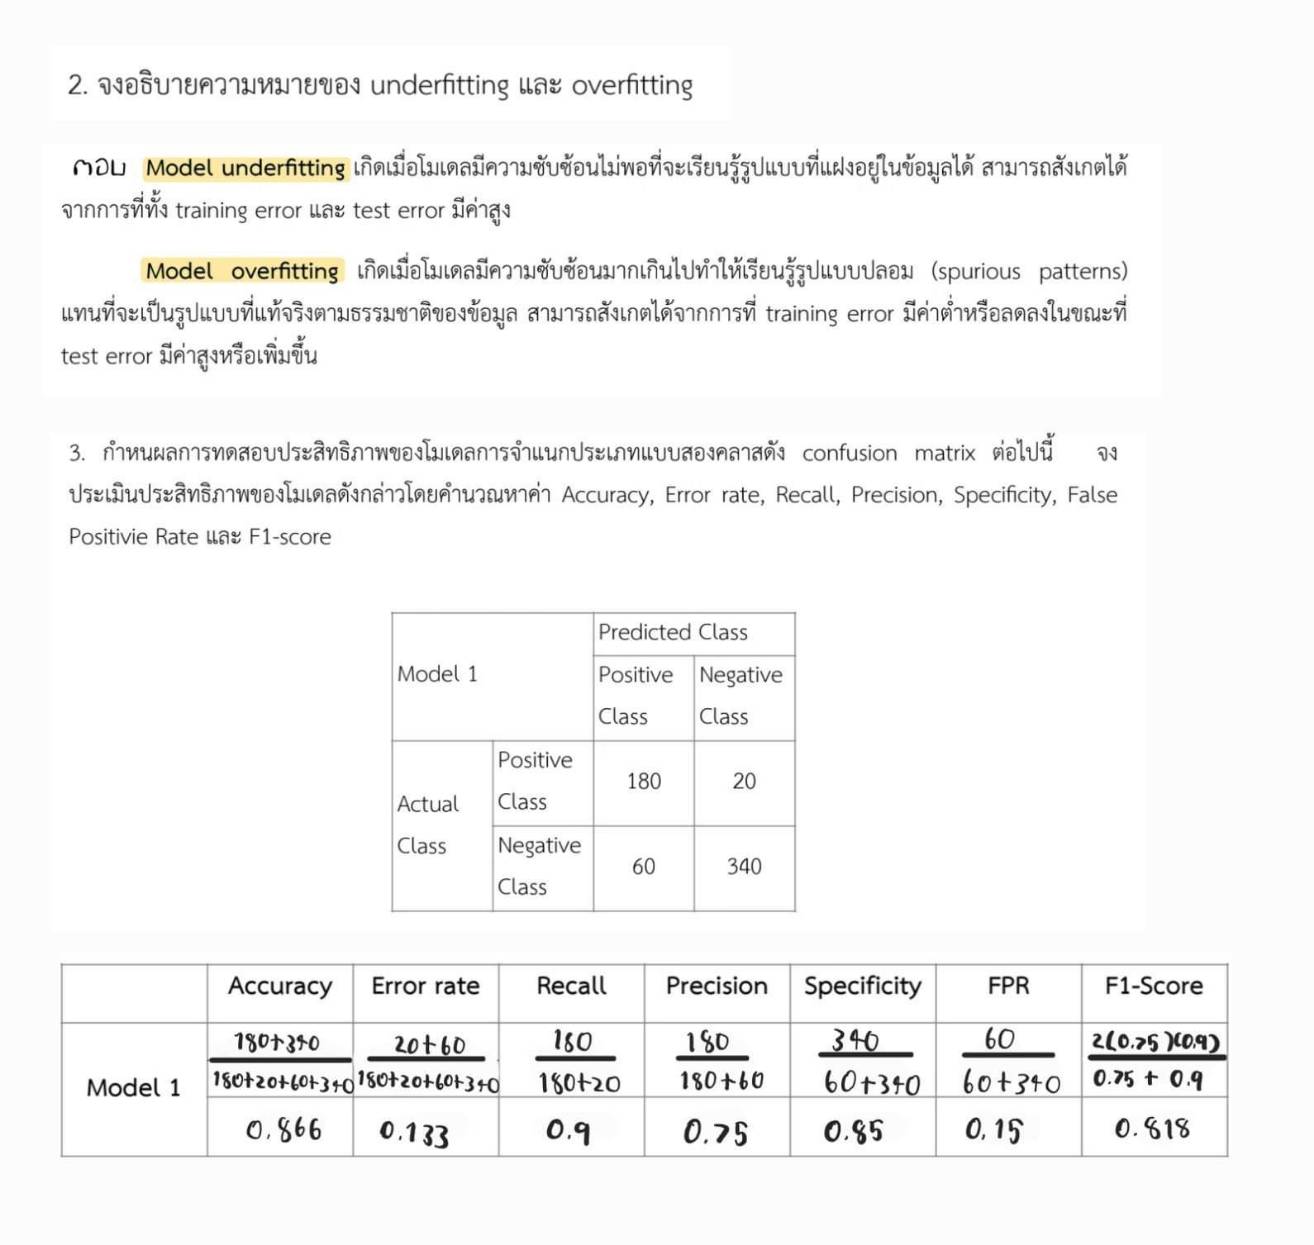 2. จงอธิบายความหมายของ underfitting และ overfitting
ตอบ Model underfitting เกิดเมื่อโมเดลมีความซับซ้อนไม่พอที่จะเรียนรู้รูปแบบที่แฝงอยู่ในข้อมูลได้ สามารถสังเกตได้
จากการที่ทั้ง training error และ test error มีค่าสูง
Model overfitting เกิดเมื่อโมเดลมีความซับซ้อนมากเกินไปทำให้เรียนรู้รูปแบบปลอม (spurious patterns)
แทนที่จะเป็นรูปแบบที่แท้จริงตามธรรมชาติของข้อมูล สามารถสังเกตได้จากการที่ training error มีค่าต่ำหรือลดลงในขณะที่
test error มีค่าสูงหรือเพิ่มขึ้น
3. กำหนผลการทดสอบประสิทธิภาพของโมเดลการจำแนกประเภทแบบสองคลาสดัง confusion matrix ต่อไปนี้ จง
ประเมินประสิทธิภาพของโมเดลดังกล่าวโดยคำนวณหาค่า Accuracy, Error rate, Recall, Precision, Specificity, False
Positivie Rate และ F1-score
Predicted Class
Model 1
Positive Negative
Class Class
Positive
180 20
Actual Class
Class Negative
60 340
Class
Accuracy Error rate Recall Precision Specificity FPR F1-Score
180+340 20+60 180 180 340 60 2(0.75)(0.9)
Model 1 180+20+60+340 180+20+60+340 180+20 180+60 60+340 60+340 0.75 + 0.9
0.866 0.133 0.9 0.75 0.85 0.15 0.818